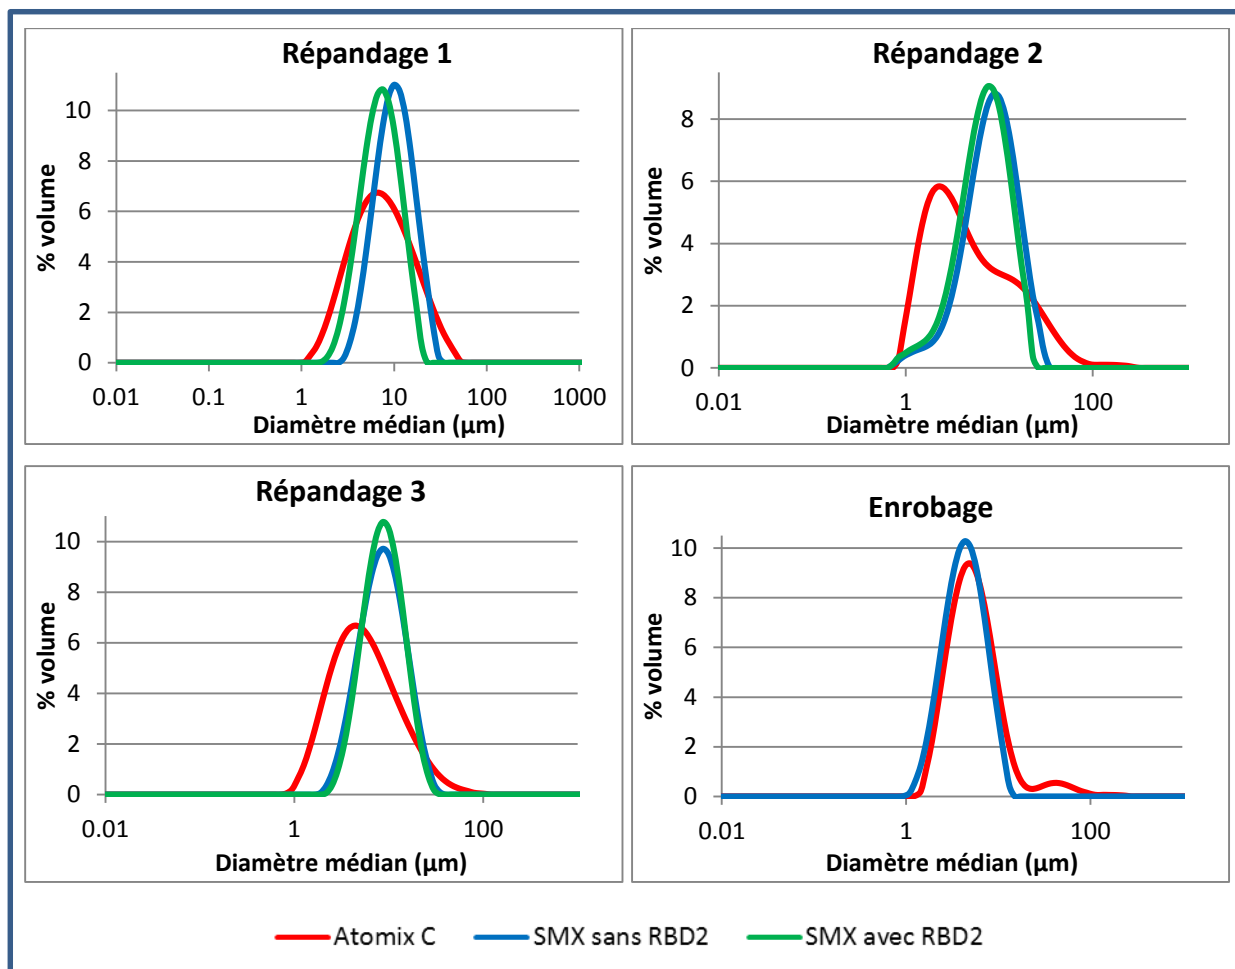 Répandage 1
% volume
10
8
6
4
2
0
0.01 0.1 1 10 100 1000
Diamètre médian (µm)
Répandage 2
% volume
8
6
4
2
0
0.01 1 100
Diamètre médian (µm)
Répandage 3
% volume
10
8
6
4
2
0
0.01 1 100
Diamètre médian (µm)
Enrobage
% volume
10
8
6
4
2
0
0.01 1 100
Diamètre médian (µm)
Atomix C SMX sans RBD2 SMX avec RBD2